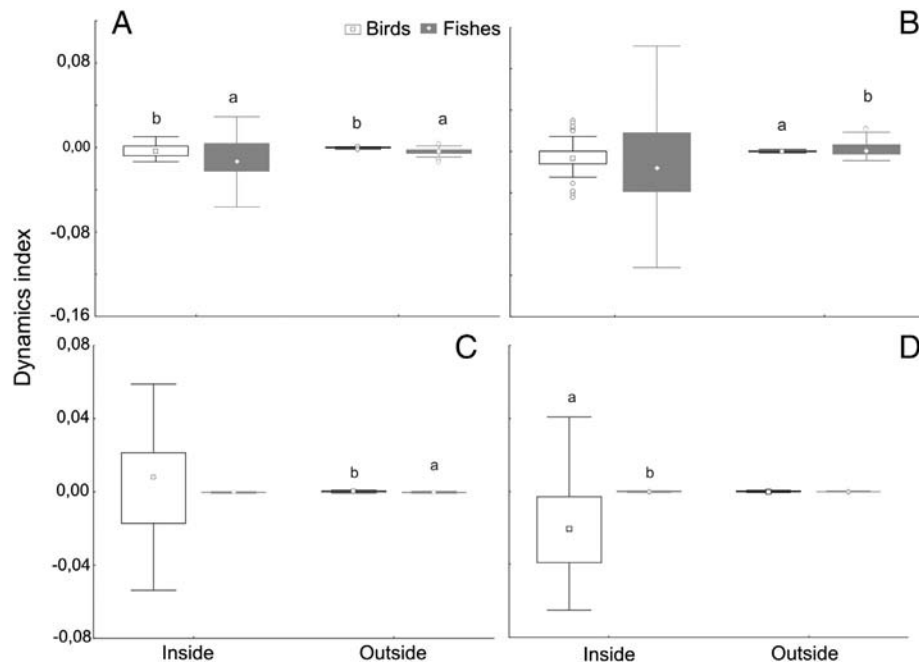 A
B
Birds Fishes
0,08
0,00
-0,08
-0,16
b a b a
a b
Dynamics index
C
D
0,08
0,04
0,00
-0,04
-0,08
b a
a b
Inside Outside
Inside Outside